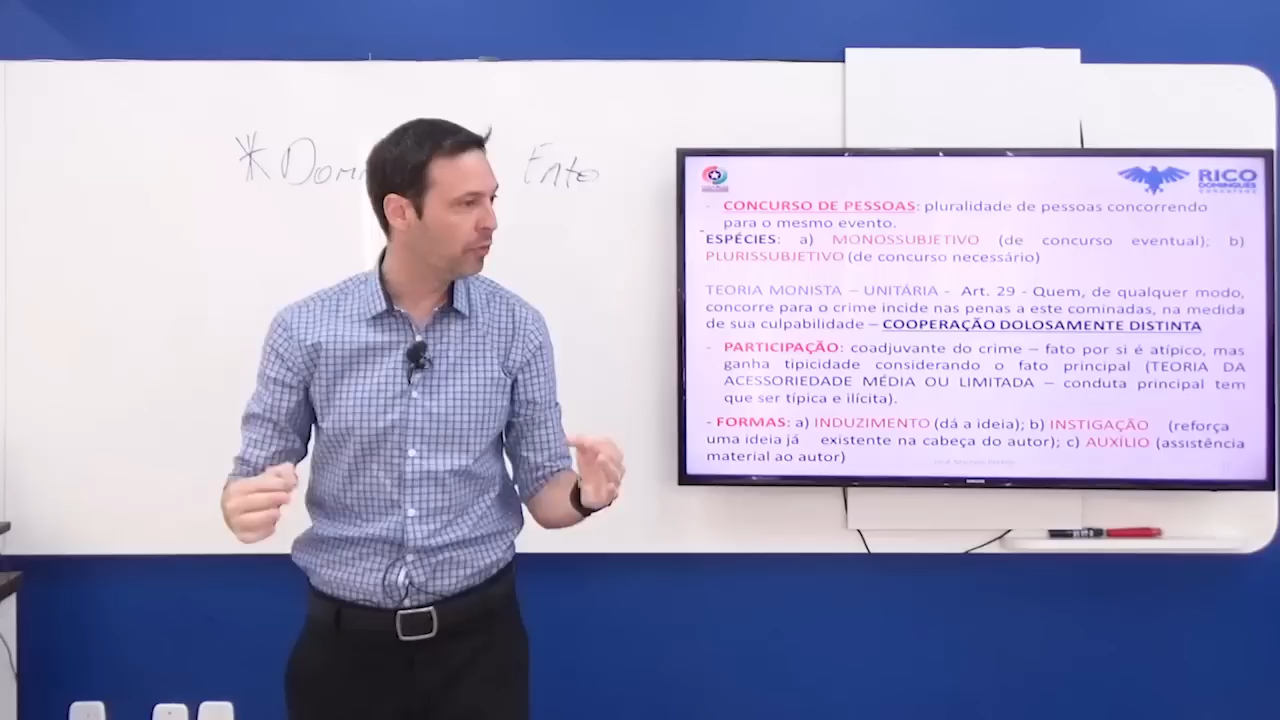 * Dom Fato
RICO
DOMINGUES
CONCURSOS
- CONCURSO DE PESSOAS: pluralidade de pessoas concorrendo
para o mesmo evento.
- ESPÉCIES: a) MONOSSUBJETIVO (de concurso eventual); b)
PLURISSUBJETIVO (de concurso necessário)
TEORIA MONISTA – UNITÁRIA - Art. 29 - Quem, de qualquer modo,
concorre para o crime incide nas penas a este cominadas, na medida
de sua culpabilidade – COOPERAÇÃO DOLOSAMENTE DISTINTA
- PARTICIPAÇÃO: coadjuvante do crime – fato por si é atípico, mas
ganha tipicidade considerando o fato principal (TEORIA DA
ACESSORIEDADE MÉDIA OU LIMITADA – conduta principal tem
que ser típica e ilícita).
- FORMAS: a) INDUZIMENTO (dá a ideia); b) INSTIGAÇÃO (reforça
uma ideia já existente na cabeça do autor); c) AUXÍLIO (assistência
material ao autor)